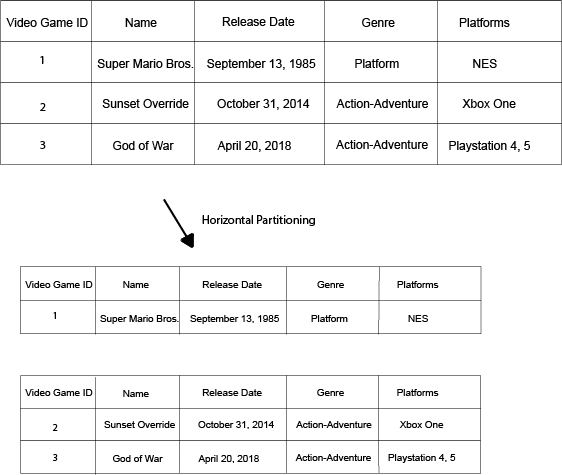 Video Game ID Name Release Date Genre Platforms
1 Super Mario Bros. September 13, 1985 Platform NES
2 Sunset Override October 31, 2014 Action-Adventure Xbox One
3 God of War April 20, 2018 Action-Adventure Playstation 4, 5
Horizontal Partitioning
Video Game ID Name Release Date Genre Platforms
1 Super Mario Bros. September 13, 1985 Platform NES
Video Game ID Name Release Date Genre Platforms
2 Sunset Override October 31, 2014 Action-Adventure Xbox One
3 God of War April 20, 2018 Action-Adventure Playstation 4, 5